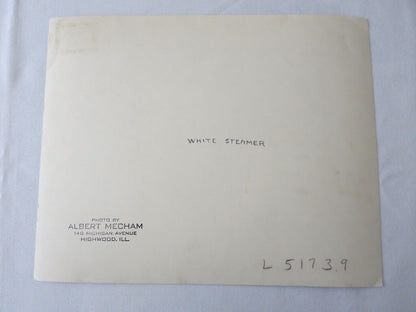 WHITE STEAMER
PHOTO BY
ALBERT MECHAM
140 MICHIGAN AVENUE
HIGHWOOD, ILL.
L 5173.9